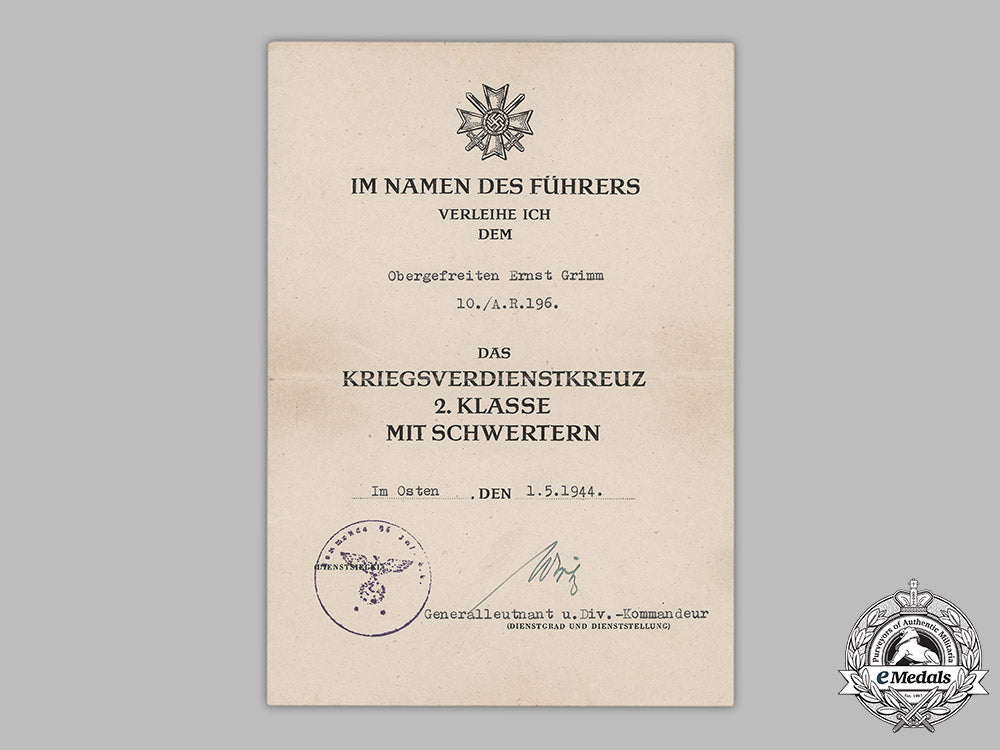 IM NAMEN DES FÜHRERS
VERLEIHE ICH
DEM
Obergefreiten Ernst Grimm
10./A.R.196.
DAS
KRIEGSVERDIENSTKREUZ
2. KLASSE
MIT SCHWERTERN
Im Osten , DEN 1.5.1944.
(DIENSTSIEGEL)
Generalleutnant u. Div.-Kommandeur
(DIENSTGRAD UND DIENSTSTELLUNG)
Purveyors of Authentic Militaria
eMedals